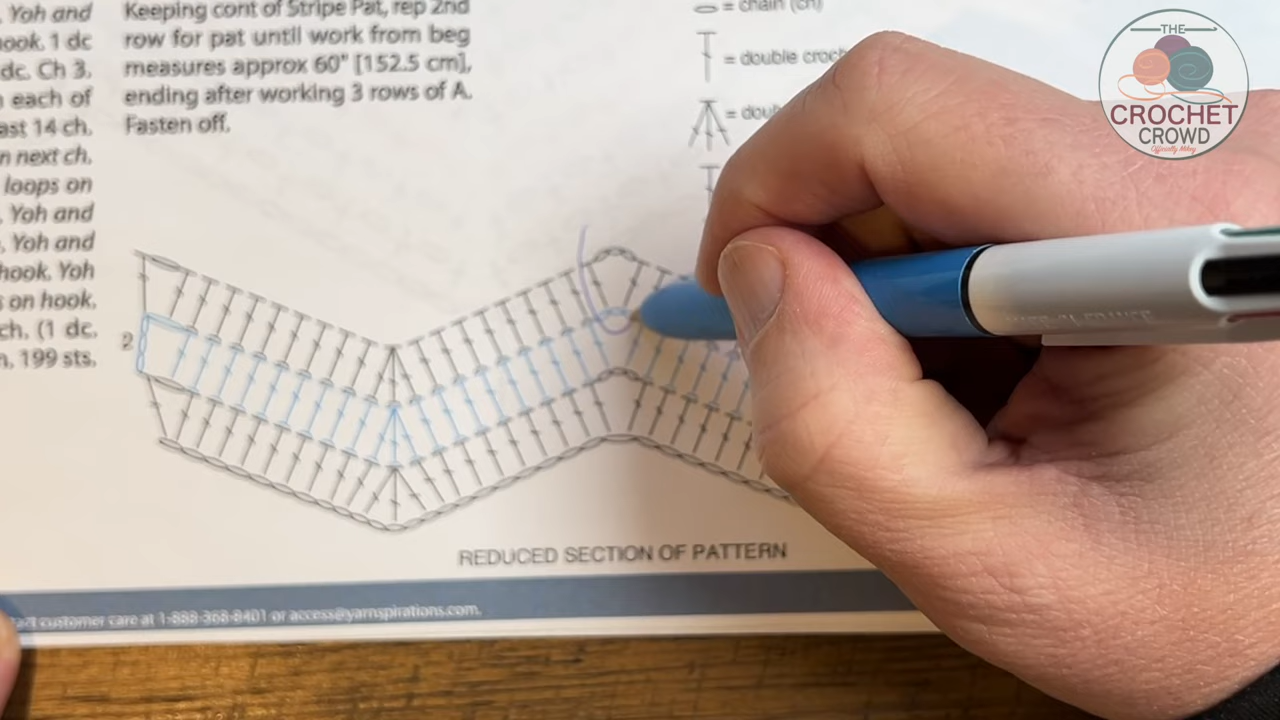 Yoh and
hook. 1 dc
dc. Ch 3.
each of
ast 14 ch.
n next ch.
loops on
Yoh and
Yoh and
hook. Yoh
s on hook.
ch. (1 dc.
n. 199 sts.
Keeping cont of Stripe Pat, rep 2nd
row for pat until work from beg
measures approx 60" [152.5 cm],
ending after working 3 rows of A.
Fasten off.
= chain (ch)
= double croc
= doub
THE
CROCHET
CROWD
2
REDUCED SECTION OF PATTERN
act customer care at 1-888-368-8401 or access@yarnspirations.com.